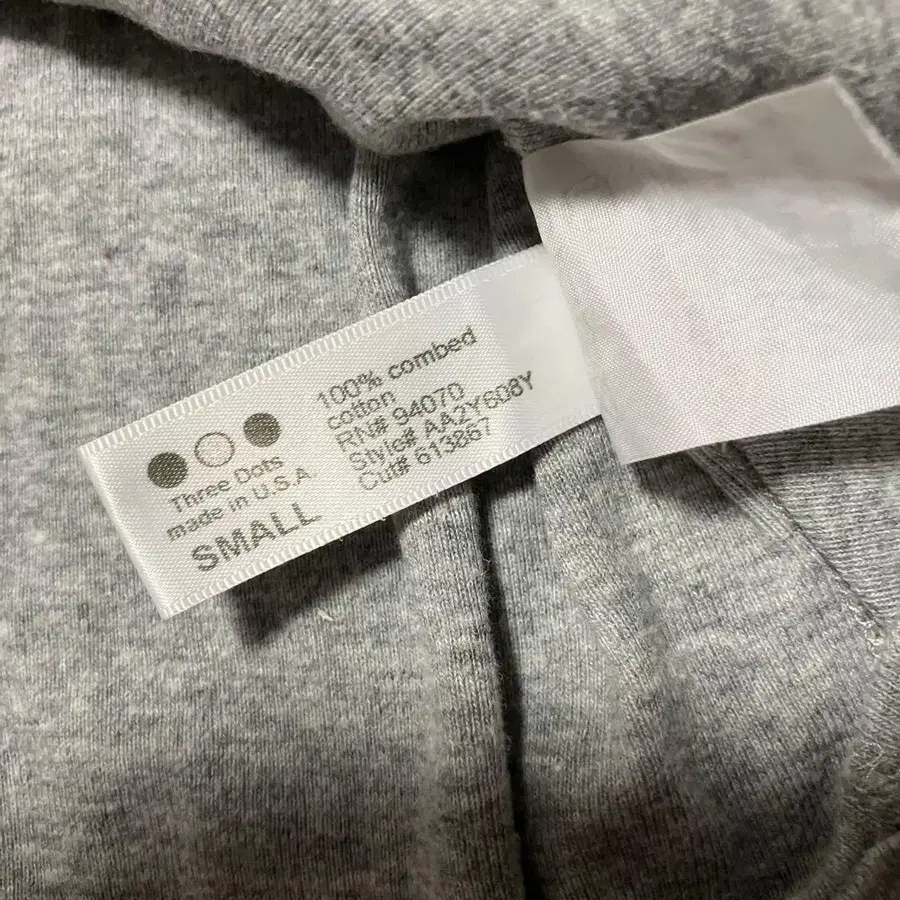 Three Dots
made in U.S.A
SMALL
100% combed
cotton
RN# 94070
Style# AA2Y608Y
Cut# 613867